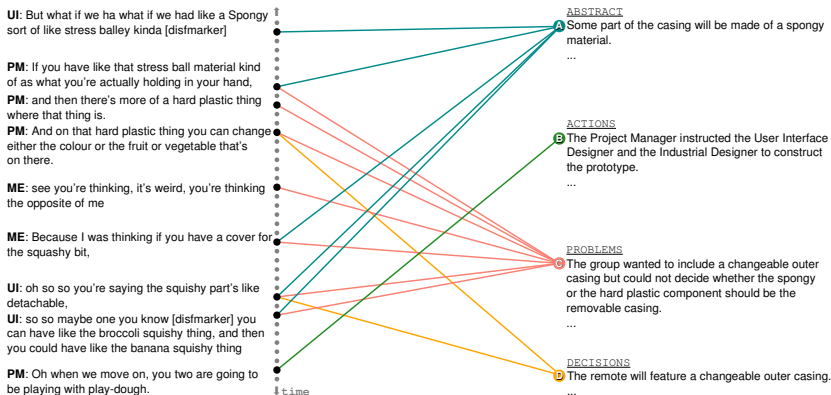 UI: But what if we ha what if we had like a Spongy
sort of like stress balley kinda [disfmarker]
PM: If you have like that stress ball material kind
of as what you're actually holding in your hand,
PM: and then there's more of a hard plastic thing
where that thing is.
PM: And on that hard plastic thing you can change
either the colour or the fruit or vegetable that's
on there.
ME: see you're thinking, it's weird, you're thinking
the opposite of me
ME: Because I was thinking if you have a cover for
the squashy bit,
UI: oh so so you're saying the squishy part's like
detachable,
UI: so so maybe one you know [disfmarker] you
can have like the broccoli squishy thing, and then
you could have like the banana squishy thing
PM: Oh when we move on, you two are going to
be playing with play-dough.
time
ABSTRACT
A Some part of the casing will be made of a spongy
material.
...
ACTIONS
B The Project Manager instructed the User Interface
Designer and the Industrial Designer to construct
the prototype.
...
PROBLEMS
C The group wanted to include a changeable outer
casing but could not decide whether the spongy
or the hard plastic component should be the
removable casing.
...
DECISIONS
D The remote will feature a changeable outer casing.
...